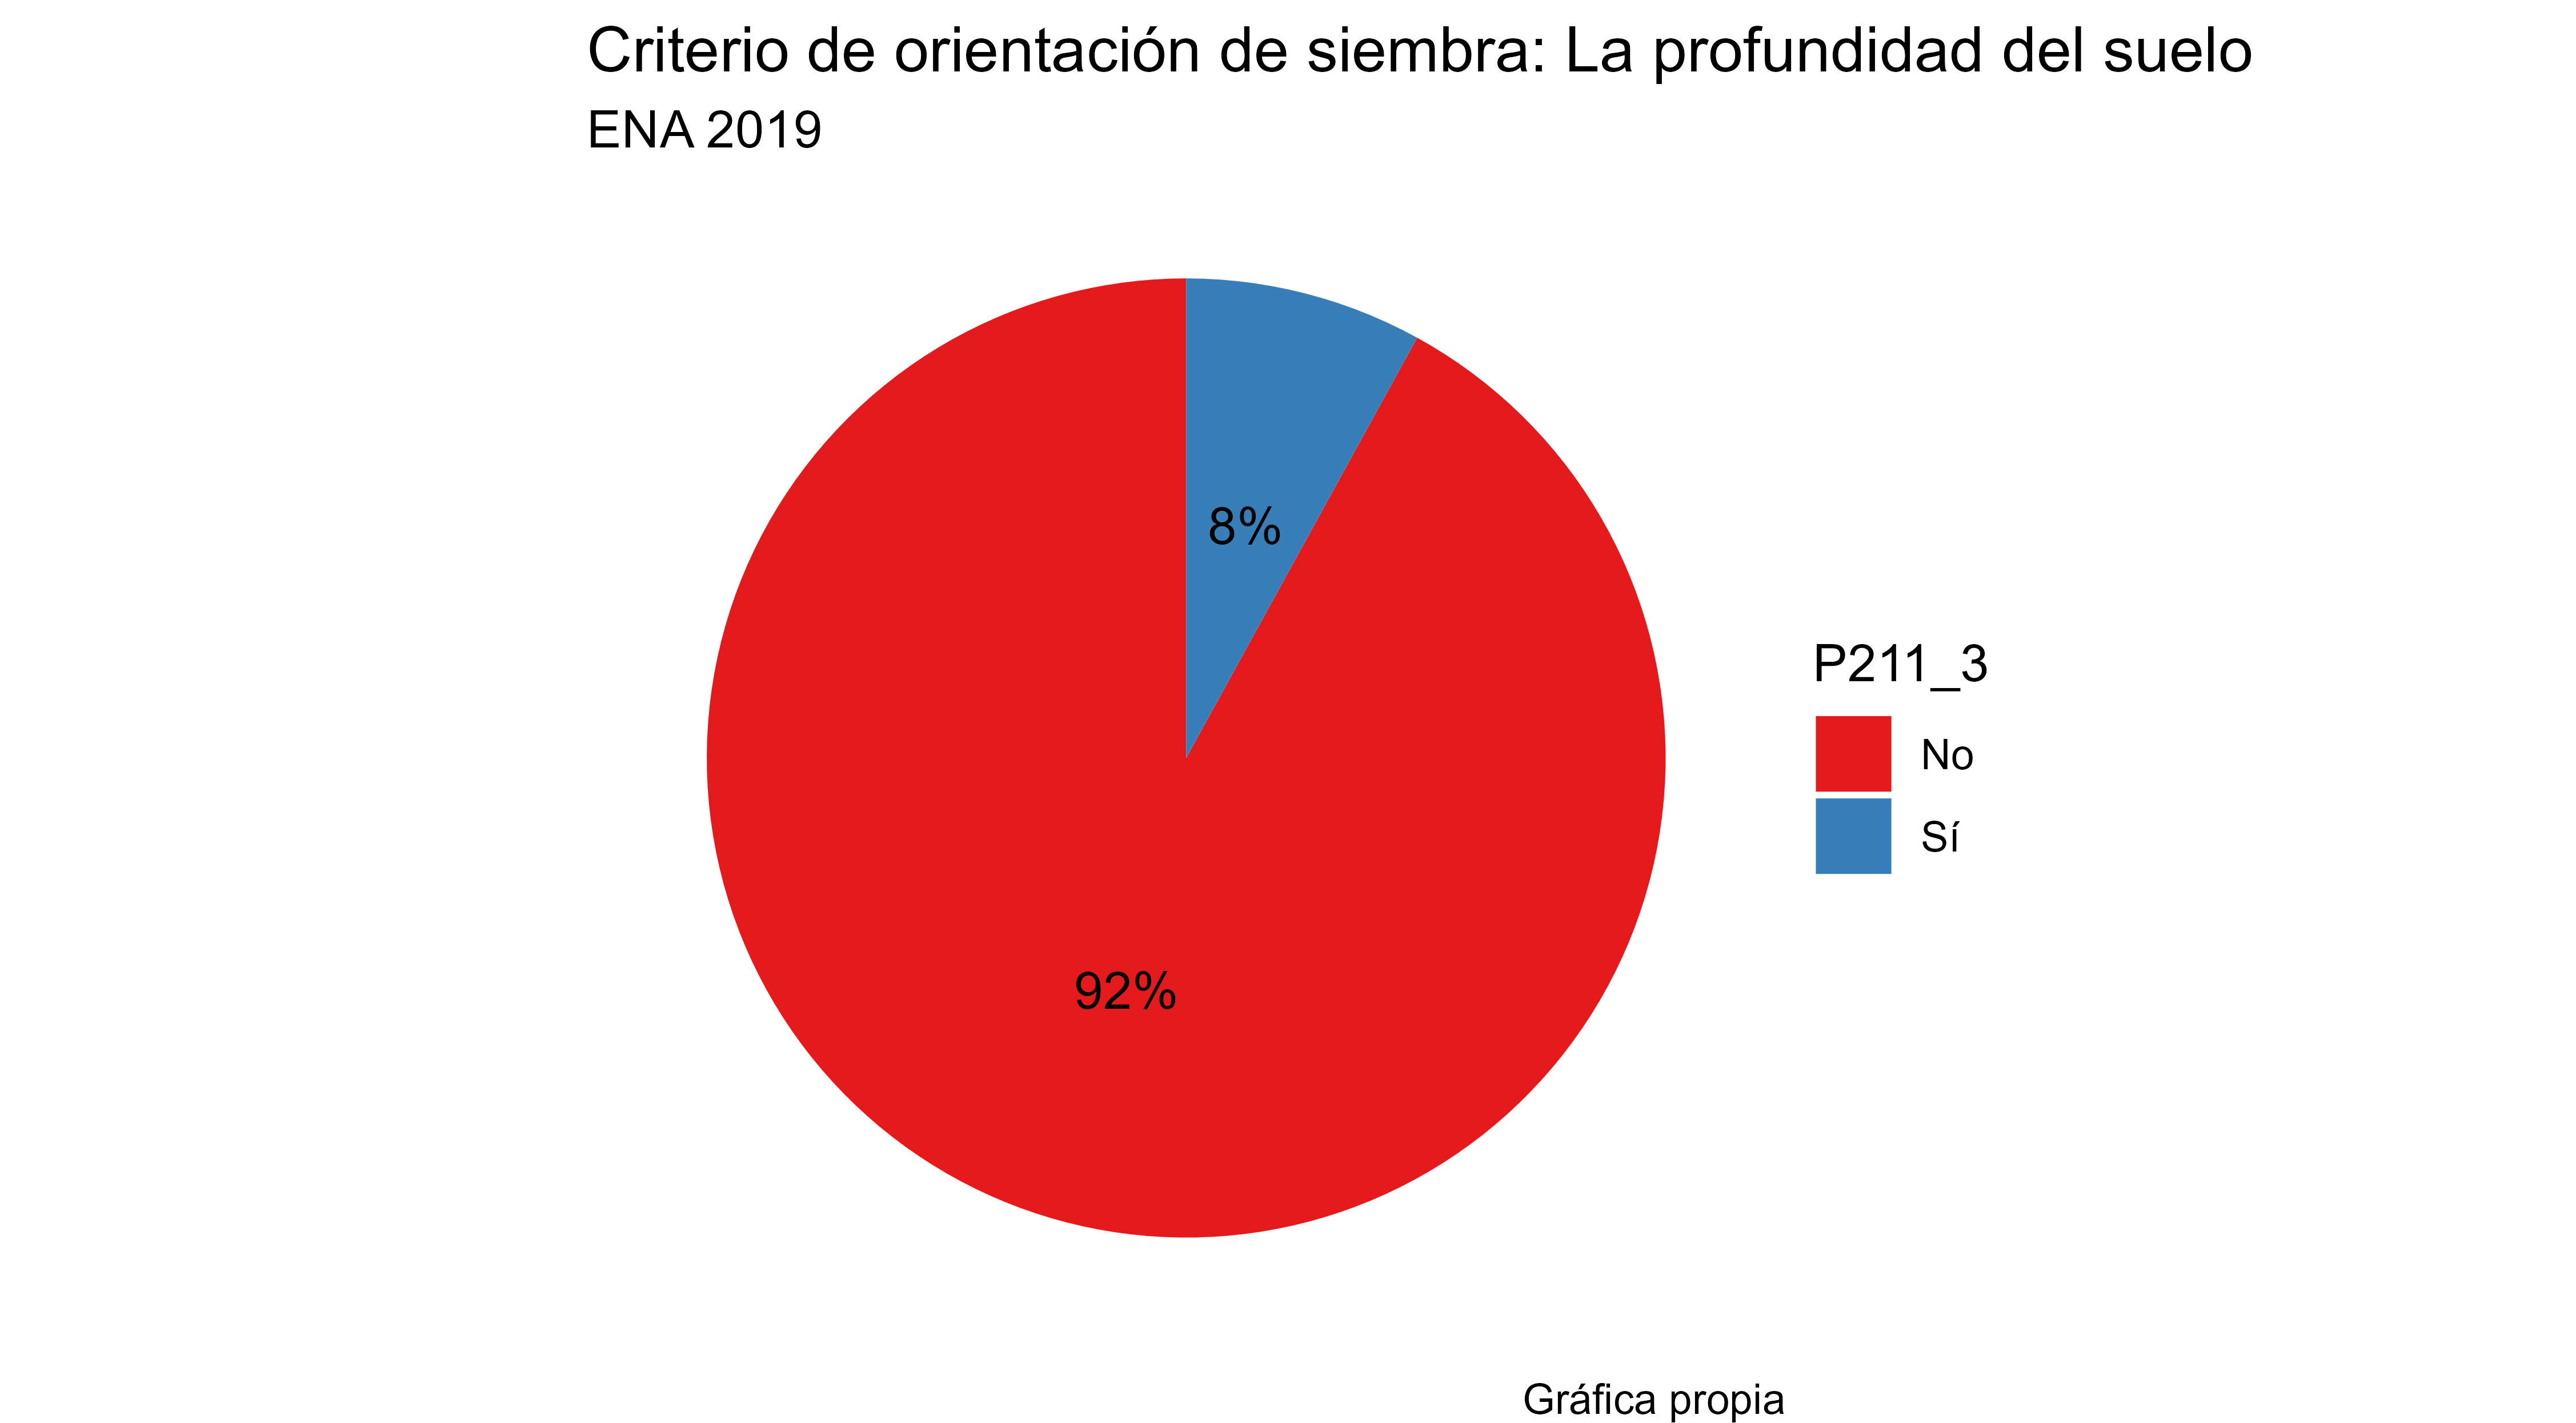 Criterio de orientación de siembra: La profundidad del suelo
ENA 2019
8%
92%
P211_3
No
Sí
Gráfica propia